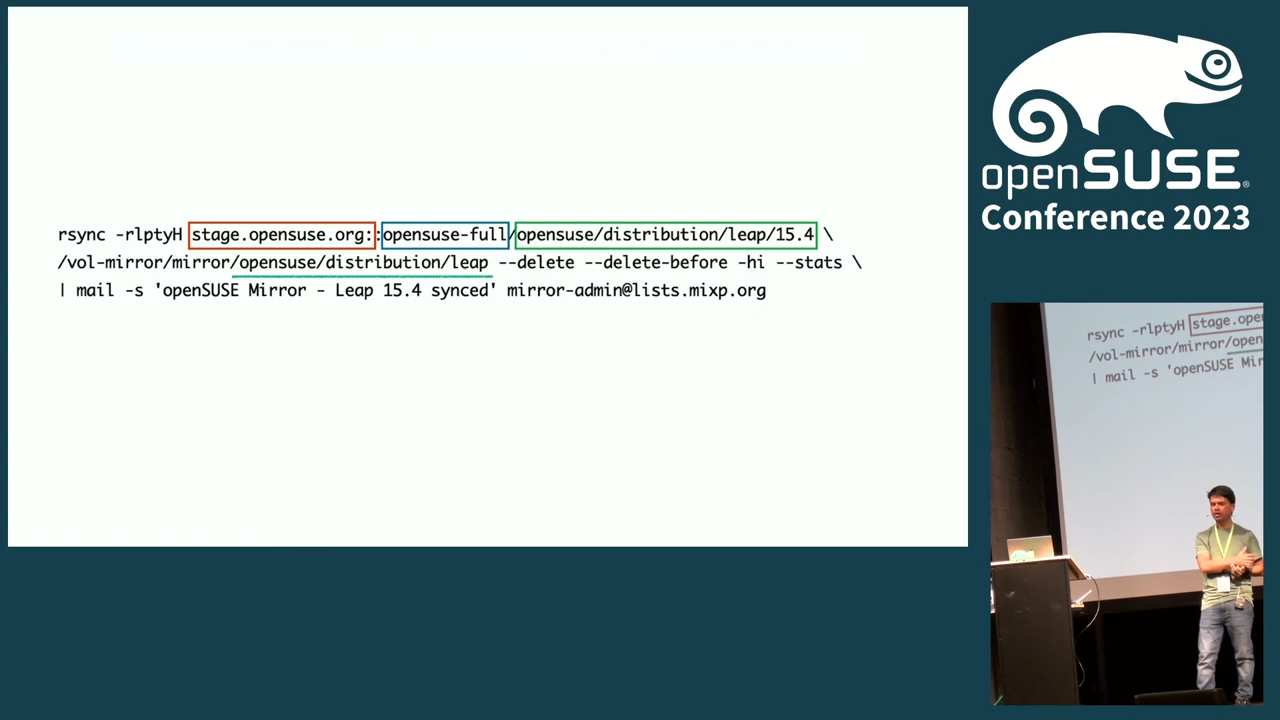 rsync -rlptyH stage.opensuse.org::opensuse-full/opensuse/distribution/leap/15.4 \
/vol-mirror/mirror/opensuse/distribution/leap --delete --delete-before -hi --stats \
| mail -s 'openSUSE Mirror - Leap 15.4 synced' mirror-admin@lists.mixp.org
openSUSE®
Conference 2023
rsync -rlptyH stage.ope
/vol-mirror/mirror/open
| mail -s 'openSUSE Mir